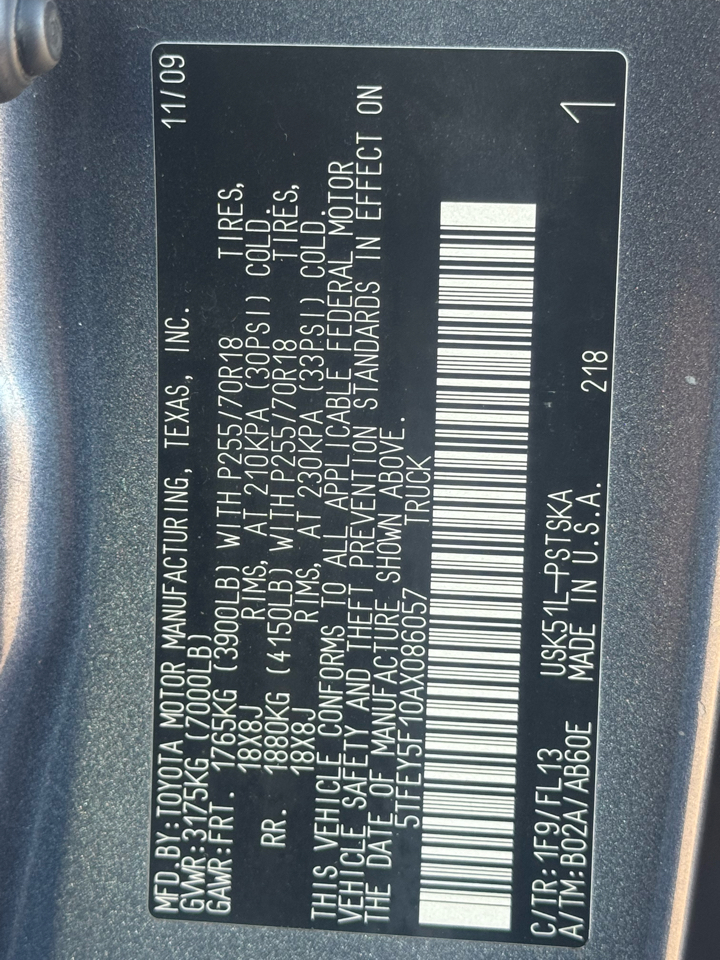 MFD.BY:TOYOTA MOTOR MANUFACTURING, TEXAS, INC. 11/09
GVWR:3175KG (7000LB)
GAWR:FRT. 1765KG (3900LB) WITH P255/70R18 TIRES,
18X8J RIMS, AT 210KPA (30PSI) COLD.
RR. 1880KG (4150LB) WITH P255/70R18 TIRES,
18X8J RIMS, AT 230KPA (33PSI) COLD.
THIS VEHICLE CONFORMS TO ALL APPLICABLE FEDERAL MOTOR
VEHICLE SAFETY AND THEFT PREVENTION STANDARDS IN EFFECT ON
THE DATE OF MANUFACTURE SHOWN ABOVE.
5TFEY5F10AX086057 TRUCK
C/TR:1F9/FL13 USK51L-PSTSKA
A/TM:B02A/AB60E MADE IN U.S.A. 218 1